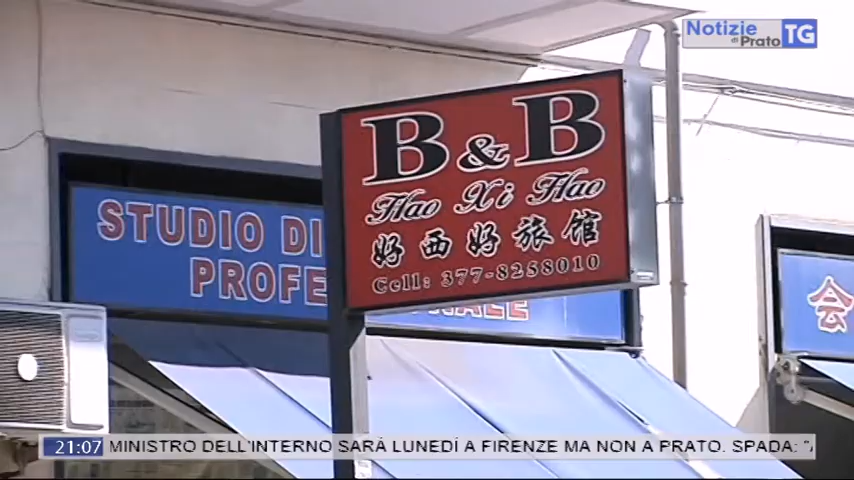 Notizie
di Prato TG
B&B
Hao Xi Hao
好西好旅馆
Cell: 377-8258010
STUDIO DI
PROFE
会
21:07 MINISTRO DELL'INTERNO SARÀ LUNEDÍ A FIRENZE MA NON A PRATO. SPADA: "